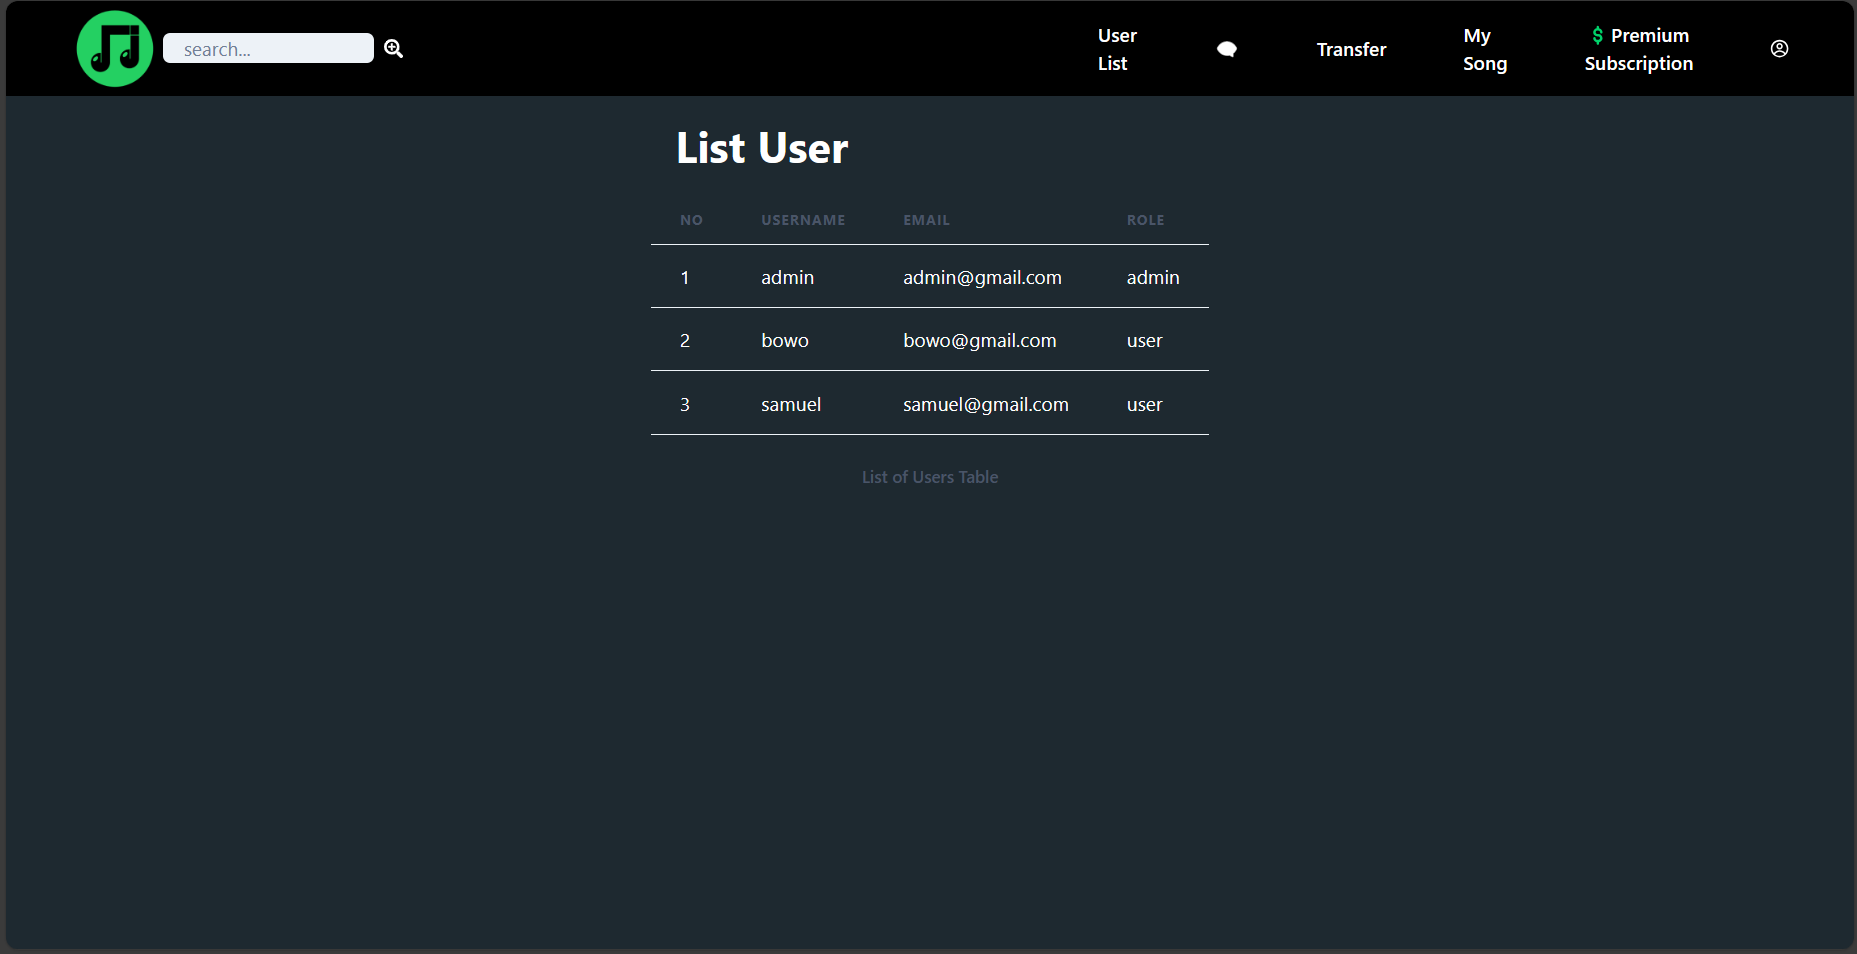 search...
User
List
Transfer
My
Song
$ Premium
Subscription
List User
NO USERNAME EMAIL ROLE
1 admin admin@gmail.com admin
2 bowo bowo@gmail.com user
3 samuel samuel@gmail.com user
List of Users Table